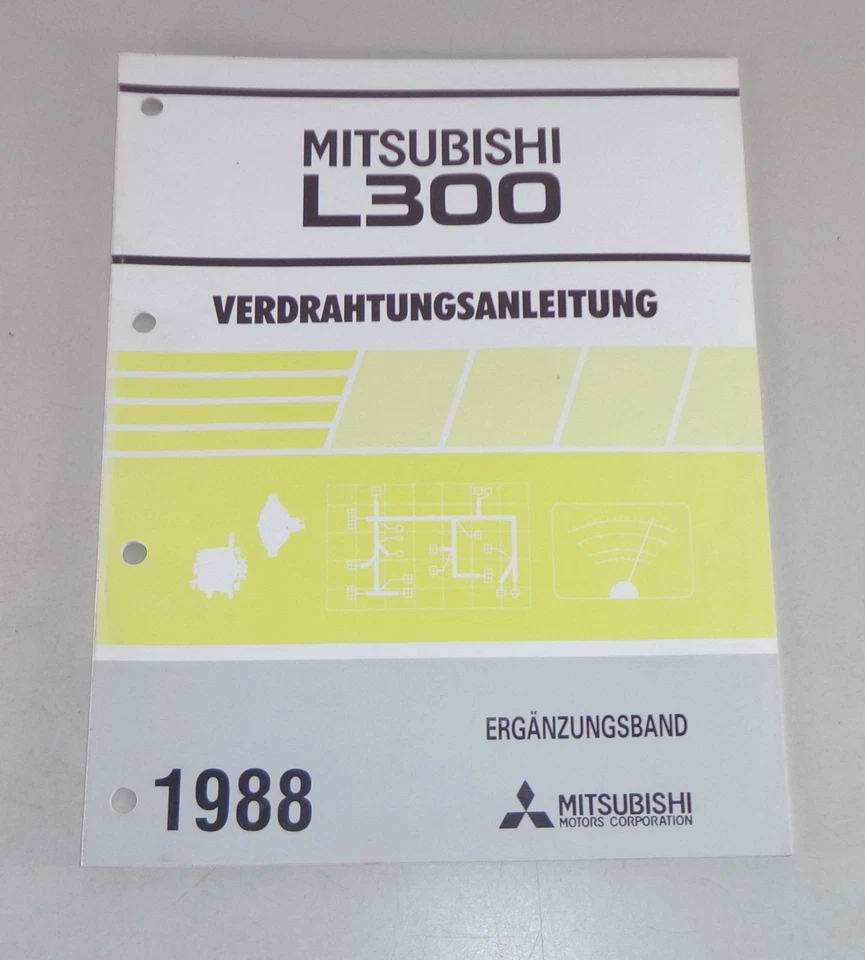 MITSUBISHI
L300
VERDRAHTUNGSANLEITUNG
ERGÄNZUNGSBAND
1988
MITSUBISHI
MOTORS CORPORATION